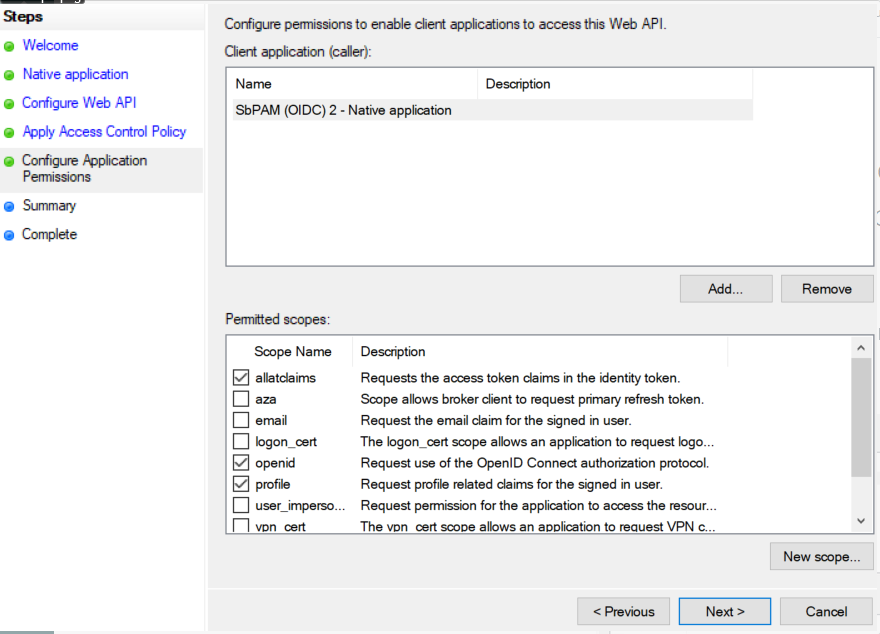 Steps
Welcome
Native application
Configure Web API
Apply Access Control Policy
Configure Application
Permissions
Summary
Complete
Configure permissions to enable client applications to access this Web API.
Client application (caller):
Name Description
SbPAM (OIDC) 2 - Native application
Add... Remove
Permitted scopes:
Scope Name Description
allatclaims Requests the access token claims in the identity token.
aza Scope allows broker client to request primary refresh token.
email Request the email claim for the signed in user.
logon_cert The logon_cert scope allows an application to request logo...
openid Request use of the OpenID Connect authorization protocol.
profile Request profile related claims for the signed in user.
user_imperso... Request permission for the application to access the resour...
vpn_cert The vpn_cert scope allows an application to request VPN c...
New scope...
< Previous Next > Cancel